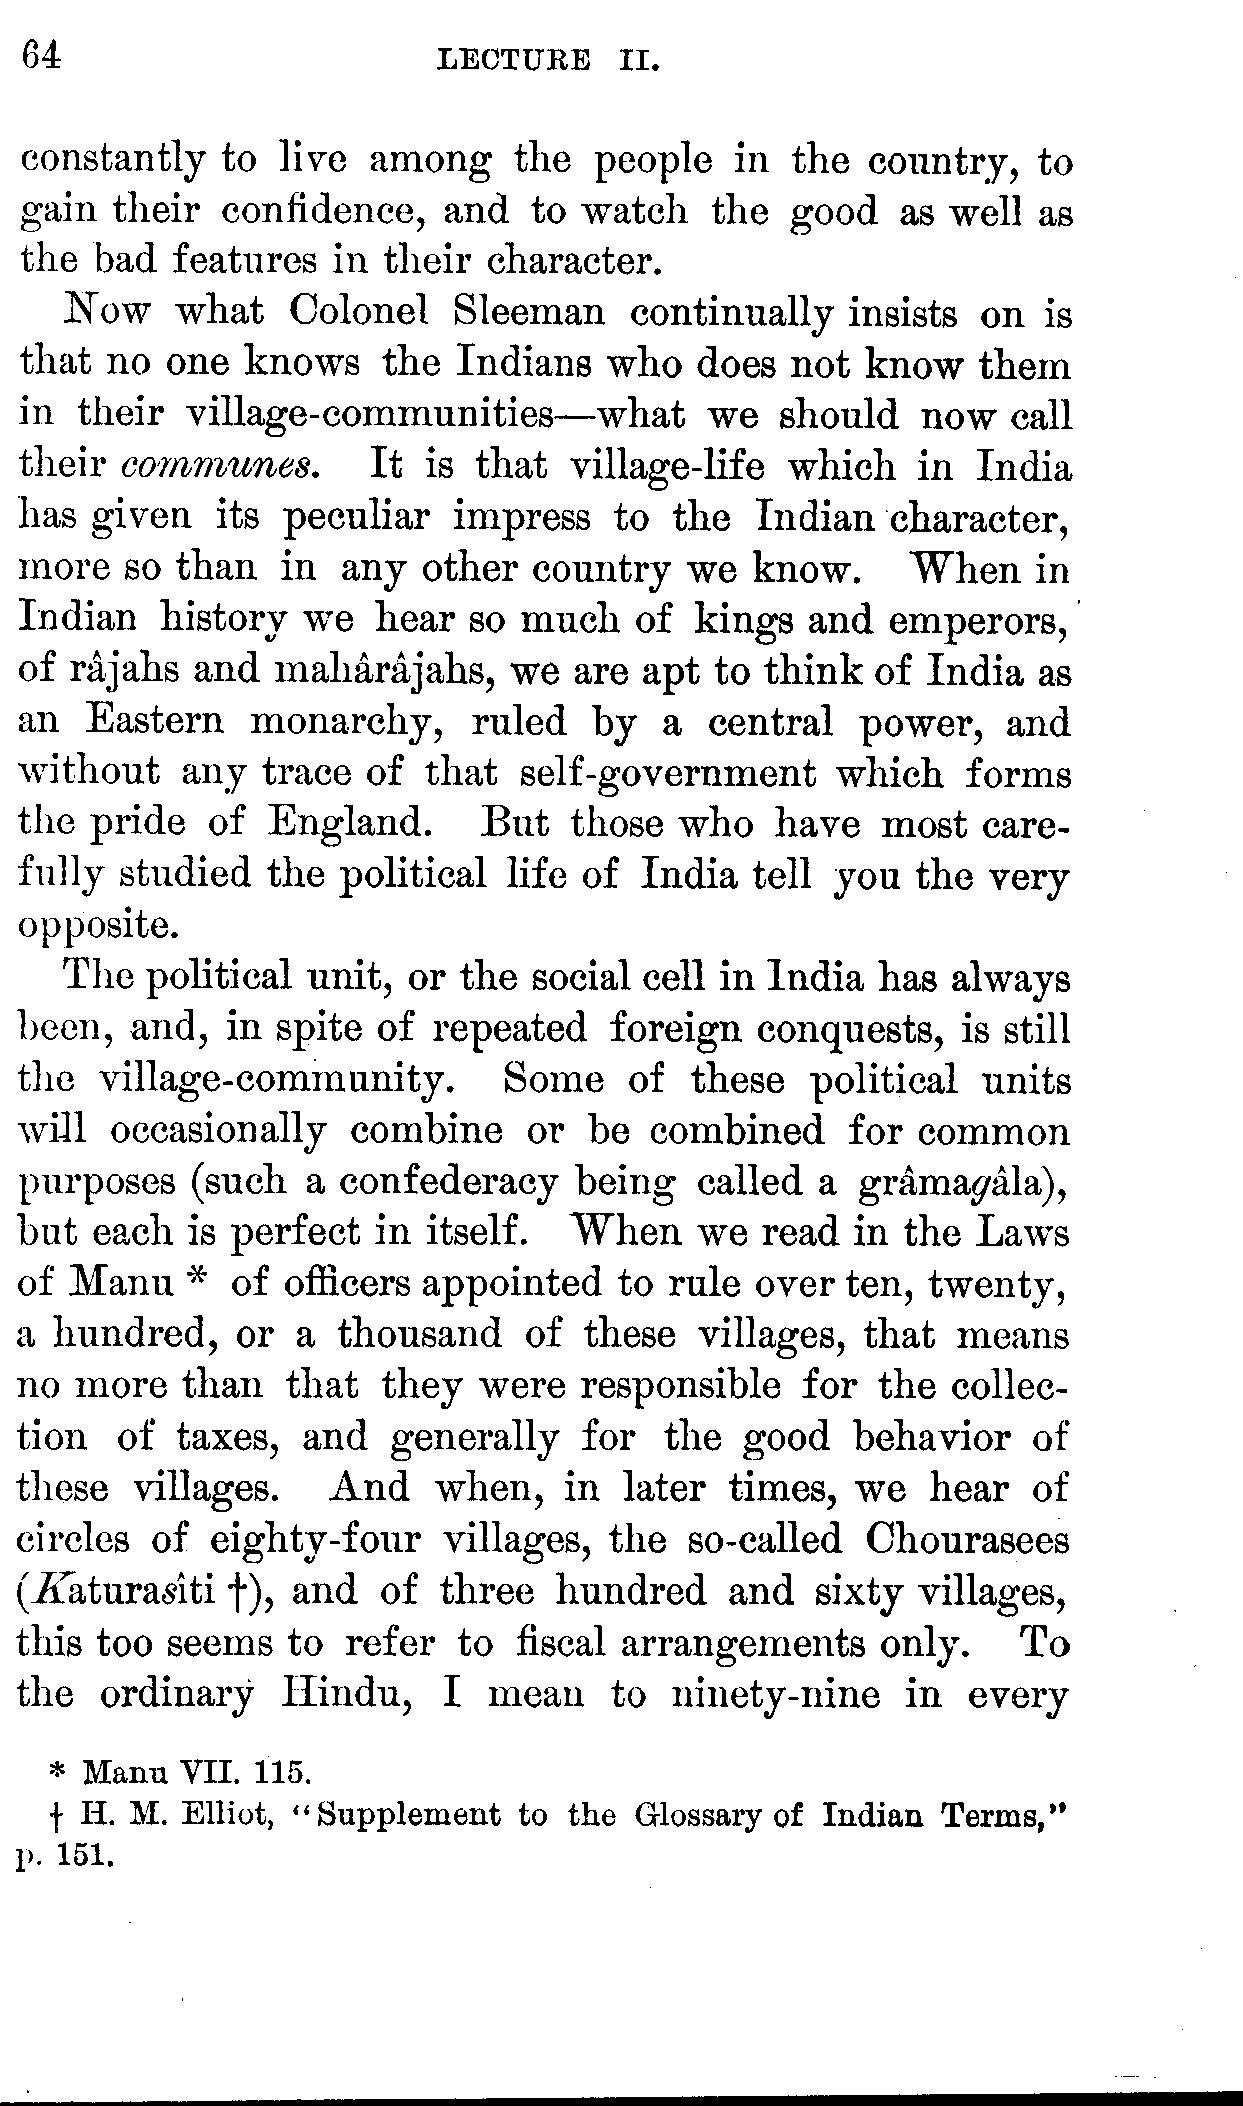 64 LECTURE II.
constantly to live among the people in the country, to
gain their confidence, and to watch the good as well as
the bad features in their character.
Now what Colonel Sleeman continually insists on is
that no one knows the Indians who does not know them
in their village-communities—what we should now call
their communes. It is that village-life which in India
has given its peculiar impress to the Indian character,
more so than in any other country we know. When in
Indian history we hear so much of kings and emperors,
of râjahs and mahârâjahs, we are apt to think of India as
an Eastern monarchy, ruled by a central power, and
without any trace of that self-government which forms
the pride of England. But those who have most care-
fully studied the political life of India tell you the very
opposite.
The political unit, or the social cell in India has always
been, and, in spite of repeated foreign conquests, is still
the village-community. Some of these political units
will occasionally combine or be combined for common
purposes (such a confederacy being called a grâmagâla),
but each is perfect in itself. When we read in the Laws
of Manu * of officers appointed to rule over ten, twenty,
a hundred, or a thousand of these villages, that means
no more than that they were responsible for the collec-
tion of taxes, and generally for the good behavior of
these villages. And when, in later times, we hear of
circles of eighty-four villages, the so-called Chourasees
(Katurasîti †), and of three hundred and sixty villages,
this too seems to refer to fiscal arrangements only. To
the ordinary Hindu, I mean to ninety-nine in every
* Manu VII. 115.
† H. M. Elliot, “Supplement to the Glossary of Indian Terms,”
p. 151.